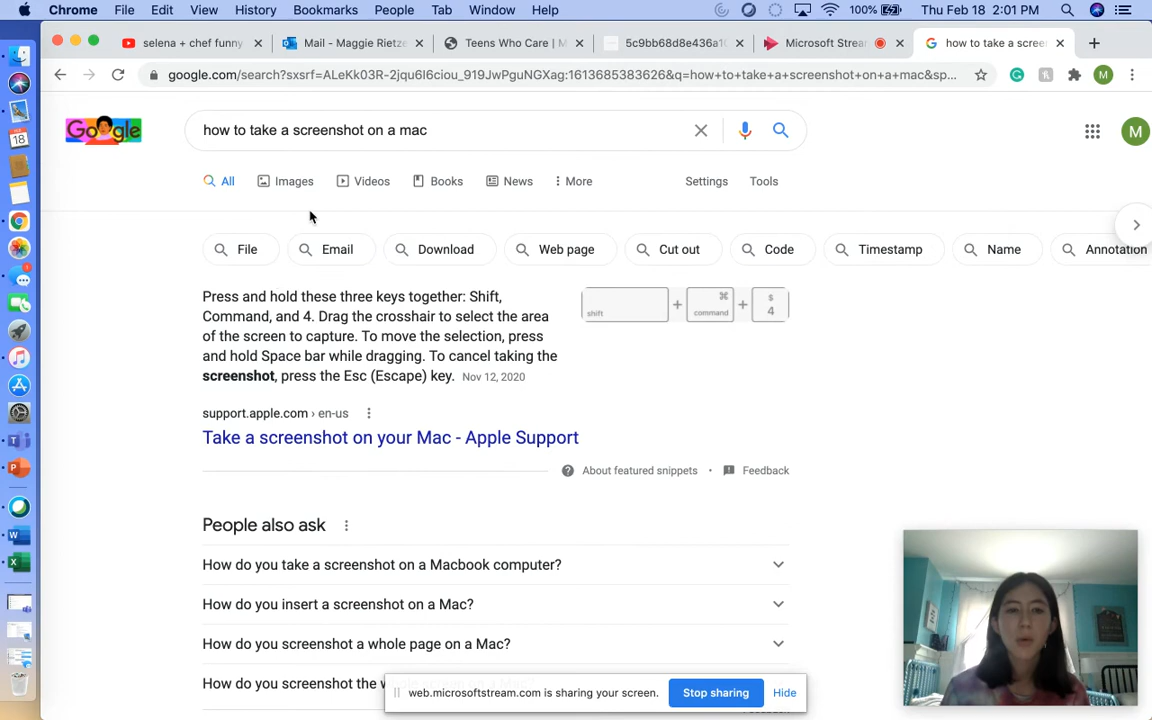 Chrome File Edit View History Bookmarks People Tab Window Help 100% Thu Feb 18 2:01 PM
selena + chef funny Mail - Maggie Rietze Teens Who Care | M 5c9bb68d8e436a1( Microsoft Strea how to take a scree
google.com/search?sxsrf=ALeKk03R-2jqu6I6ciou_919JwPguNGXag:1613685383626&q=how+to+take+a+screenshot+on+a+mac&sp...
M
Google
how to take a screenshot on a mac
M
All Images Videos Books News More Settings Tools
File Email Download Web page Cut out Code Timestamp Name Annotation
Press and hold these three keys together: Shift,
Command, and 4. Drag the crosshair to select the area
of the screen to capture. To move the selection, press
and hold Space bar while dragging. To cancel taking the
screenshot, press the Esc (Escape) key. Nov 12, 2020
shift + ⌘ command + $ 4
support.apple.com › en-us
Take a screenshot on your Mac - Apple Support
About featured snippets • Feedback
People also ask
How do you take a screenshot on a Macbook computer?
How do you insert a screenshot on a Mac?
How do you screenshot a whole page on a Mac?
How do you screenshot the
web.microsoftstream.com is sharing your screen. Stop sharing Hide